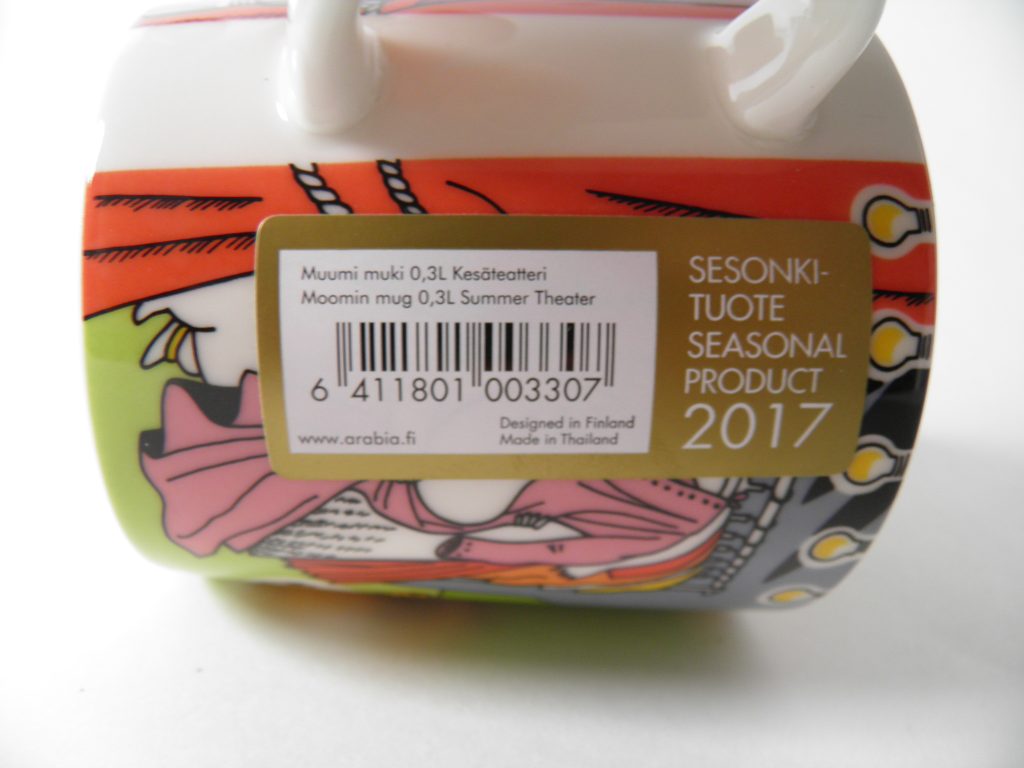 Muumi muki 0,3L Kesäteatteri
Moomin mug 0,3L Summer Theater
6 411801 003307
www.arabia.fi
Designed in Finland
Made in Thailand
SESONKI-
TUOTE
SEASONAL
PRODUCT
2017